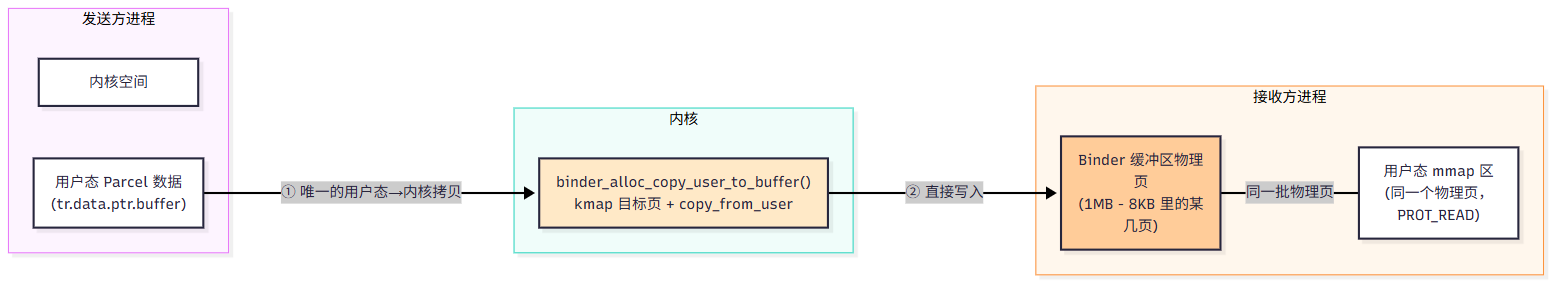 发送方进程
内核空间
用户态 Parcel 数据
(tr.data.ptr.buffer)
① 唯一的用户态→内核拷贝
内核
binder_alloc_copy_user_to_buffer()
kmap 目标页 + copy_from_user
② 直接写入
接收方进程
Binder 缓冲区物理
页
(1MB - 8KB 里的某
几页)
同一批物理页
用户态 mmap 区
(同一个物理页，
PROT_READ)